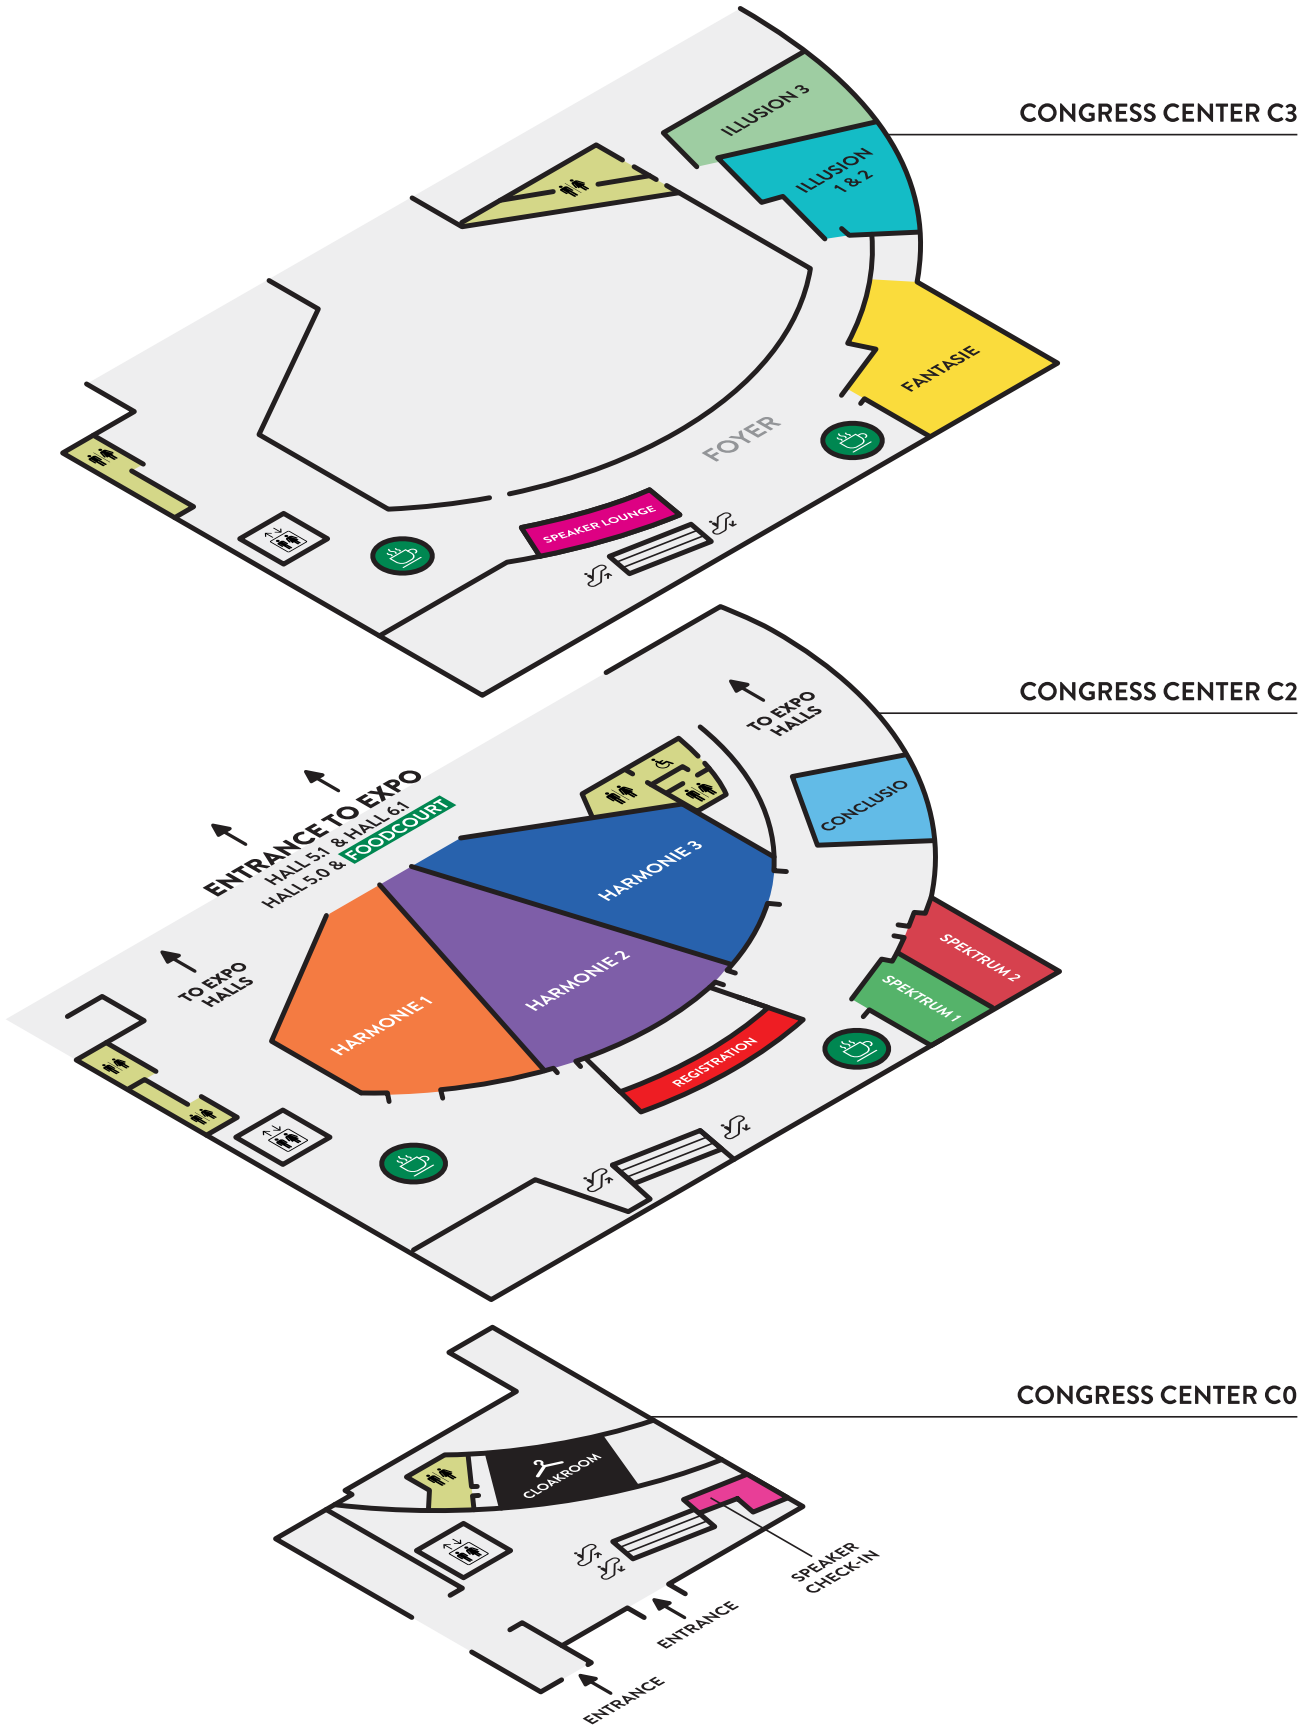 CONGRESS CENTER C3
ILLUSION 3
ILLUSION
1 & 2
FANTASIE
FOYER
SPEAKER LOUNGE
CONGRESS CENTER C2
TO EXPO
HALLS
ENTRANCE TO EXPO
HALL 5.1 & HALL 6.1
HALL 5.0 & FOODCOURT
CONCLUSIO
HARMONIE 3
HARMONIE 2
HARMONIE 1
TO EXPO
HALLS
SPEKTRUM 2
SPEKTRUM 1
REGISTRATION
CONGRESS CENTER C0
CLOAKROOM
SPEAKER
CHECK-IN
ENTRANCE
ENTRANCE